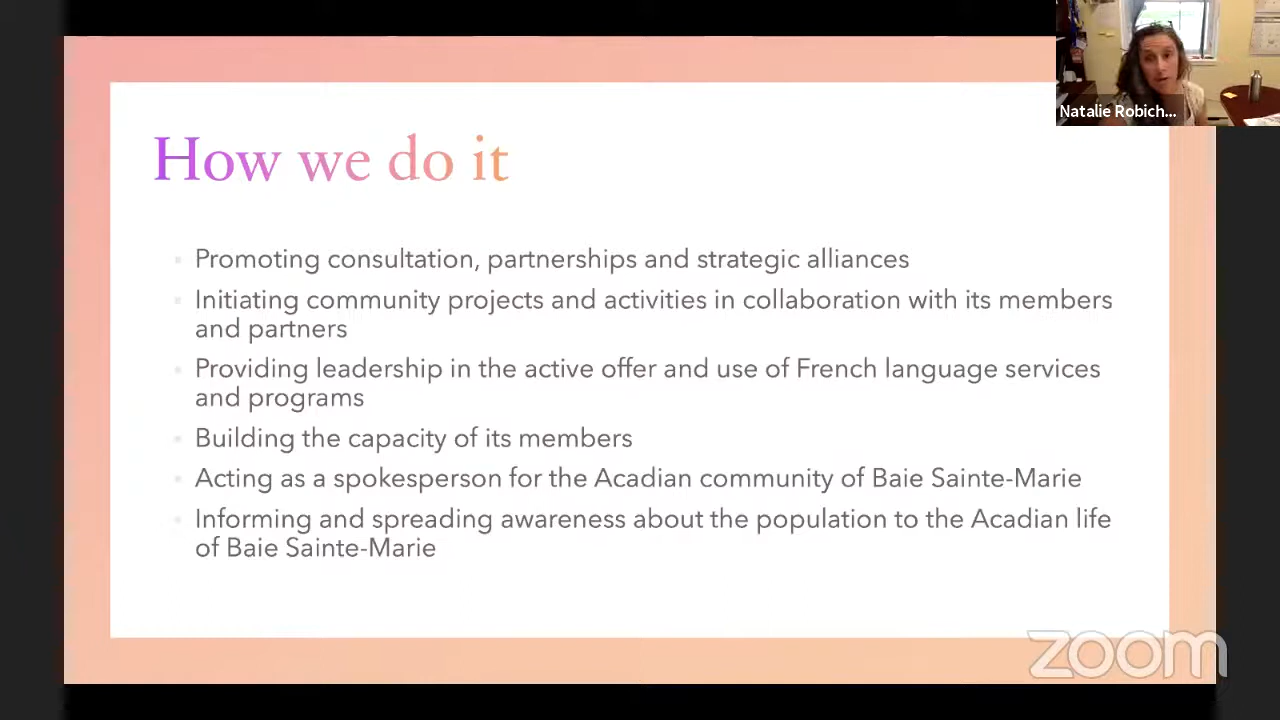 Natalie Robich...
How we do it
Promoting consultation, partnerships and strategic alliances
Initiating community projects and activities in collaboration with its members
and partners
Providing leadership in the active offer and use of French language services
and programs
Building the capacity of its members
Acting as a spokesperson for the Acadian community of Baie Sainte-Marie
Informing and spreading awareness about the population to the Acadian life
of Baie Sainte-Marie
zoom